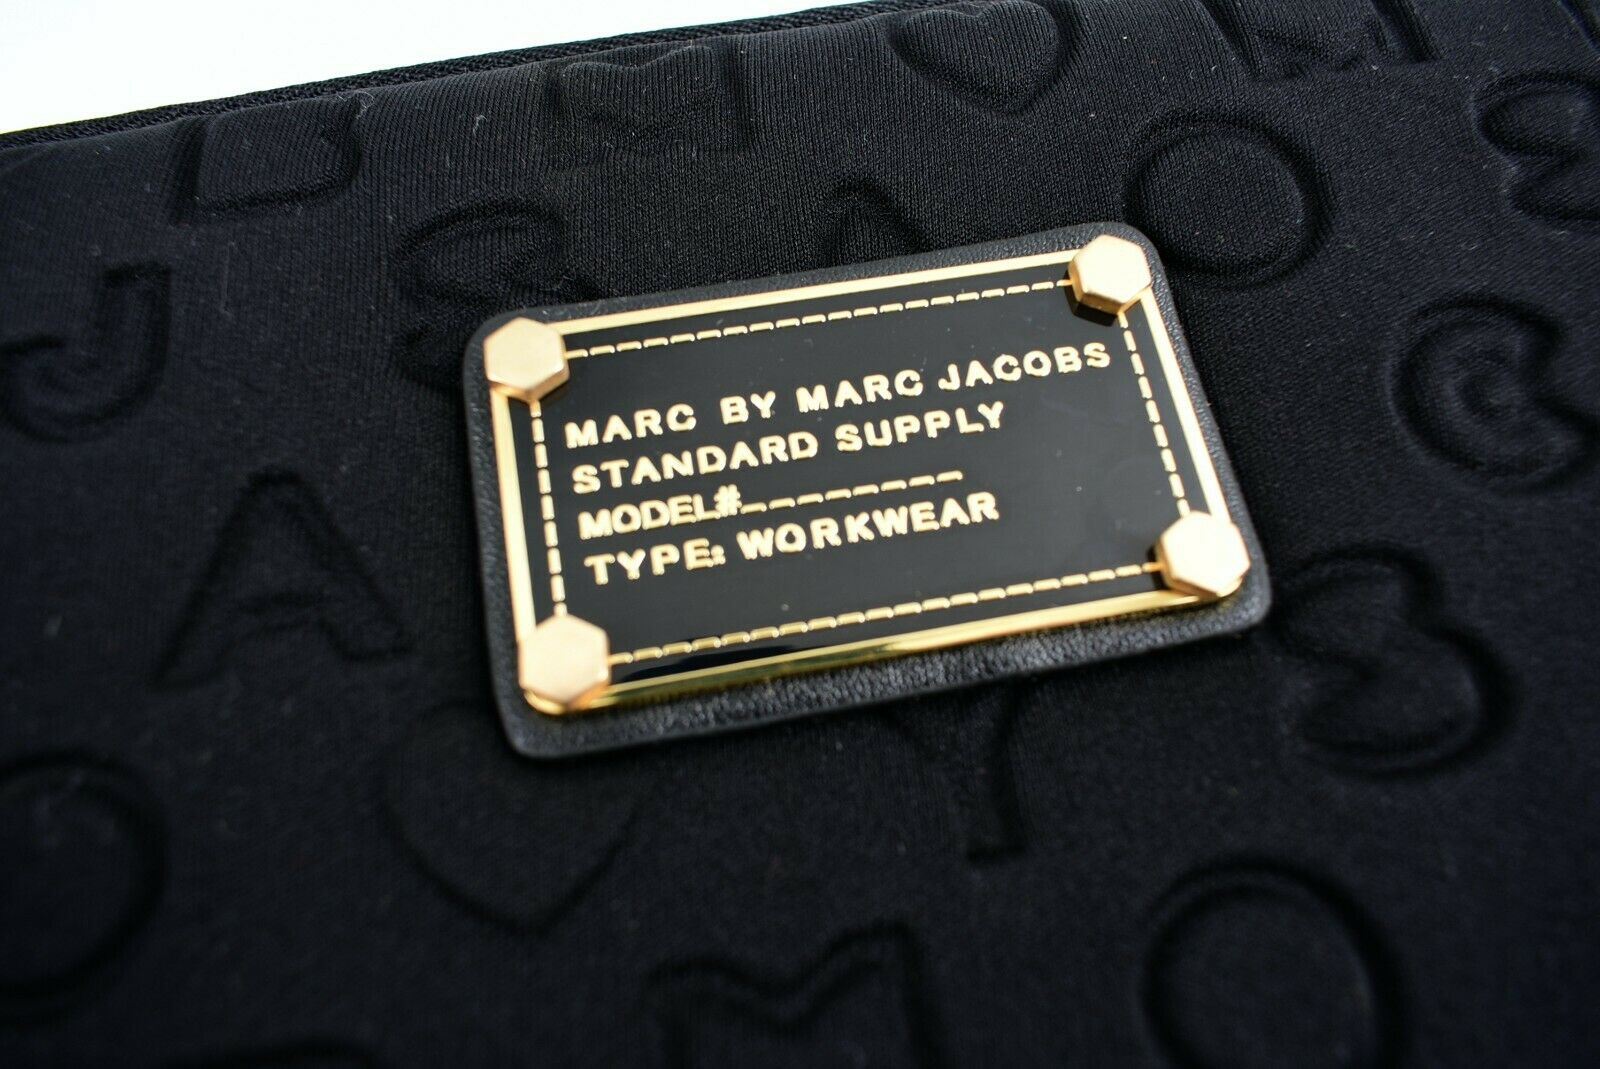 MARC BY MARC JACOBS
STANDARD SUPPLY
MODEL#_________
TYPE: WORKWEAR